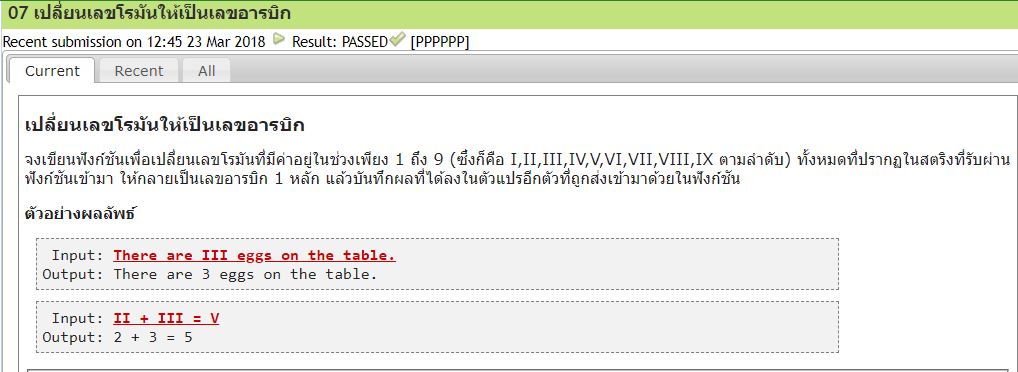 07 เปลี่ยนเลขโรมันให้เป็นเลขอารบิก
Recent submission on 12:45 23 Mar 2018 Result: PASSED [PPPPPP]
Current Recent All
เปลี่ยนเลขโรมันให้เป็นเลขอารบิก
จงเขียนฟังก์ชันเพื่อเปลี่ยนเลขโรมันที่มีค่าอยู่ในช่วงเพียง 1 ถึง 9 (ซึ่งก็คือ I,II,III,IV,V,VI,VII,VIII,IX ตามลำดับ) ทั้งหมดที่ปรากฏในสตริงที่รับผ่าน
ฟังก์ชันเข้ามา ให้กลายเป็นเลขอารบิก 1 หลัก แล้วบันทึกผลที่ได้ลงในตัวแปรอีกตัวที่ถูกส่งเข้ามาด้วยในฟังก์ชัน
ตัวอย่างผลลัพธ์
Input: There are III eggs on the table.
Output: There are 3 eggs on the table.
Input: II + III = V
Output: 2 + 3 = 5